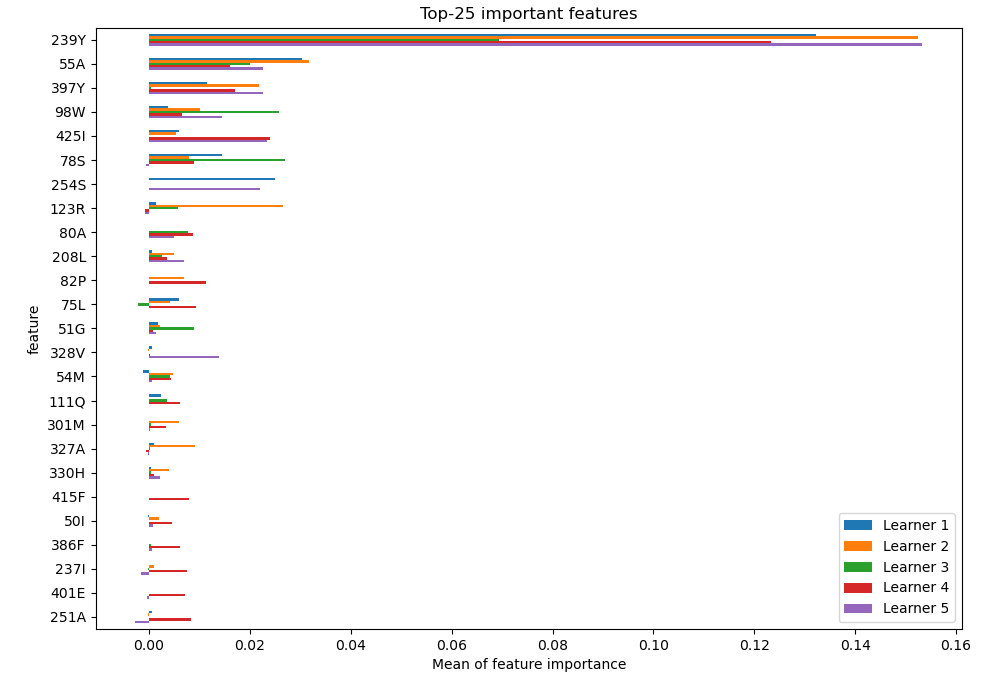 Top-25 important features
239Y
55A
397Y
98W
425I
78S
254S
123R
80A
208L
82P
75L
51G
328V
54M
111Q
301M
327A
330H
415F
50I
386F
237I
401E
251A
feature
Learner 1
Learner 2
Learner 3
Learner 4
Learner 5
0.00 0.02 0.04 0.06 0.08 0.10 0.12 0.14 0.16
Mean of feature importance